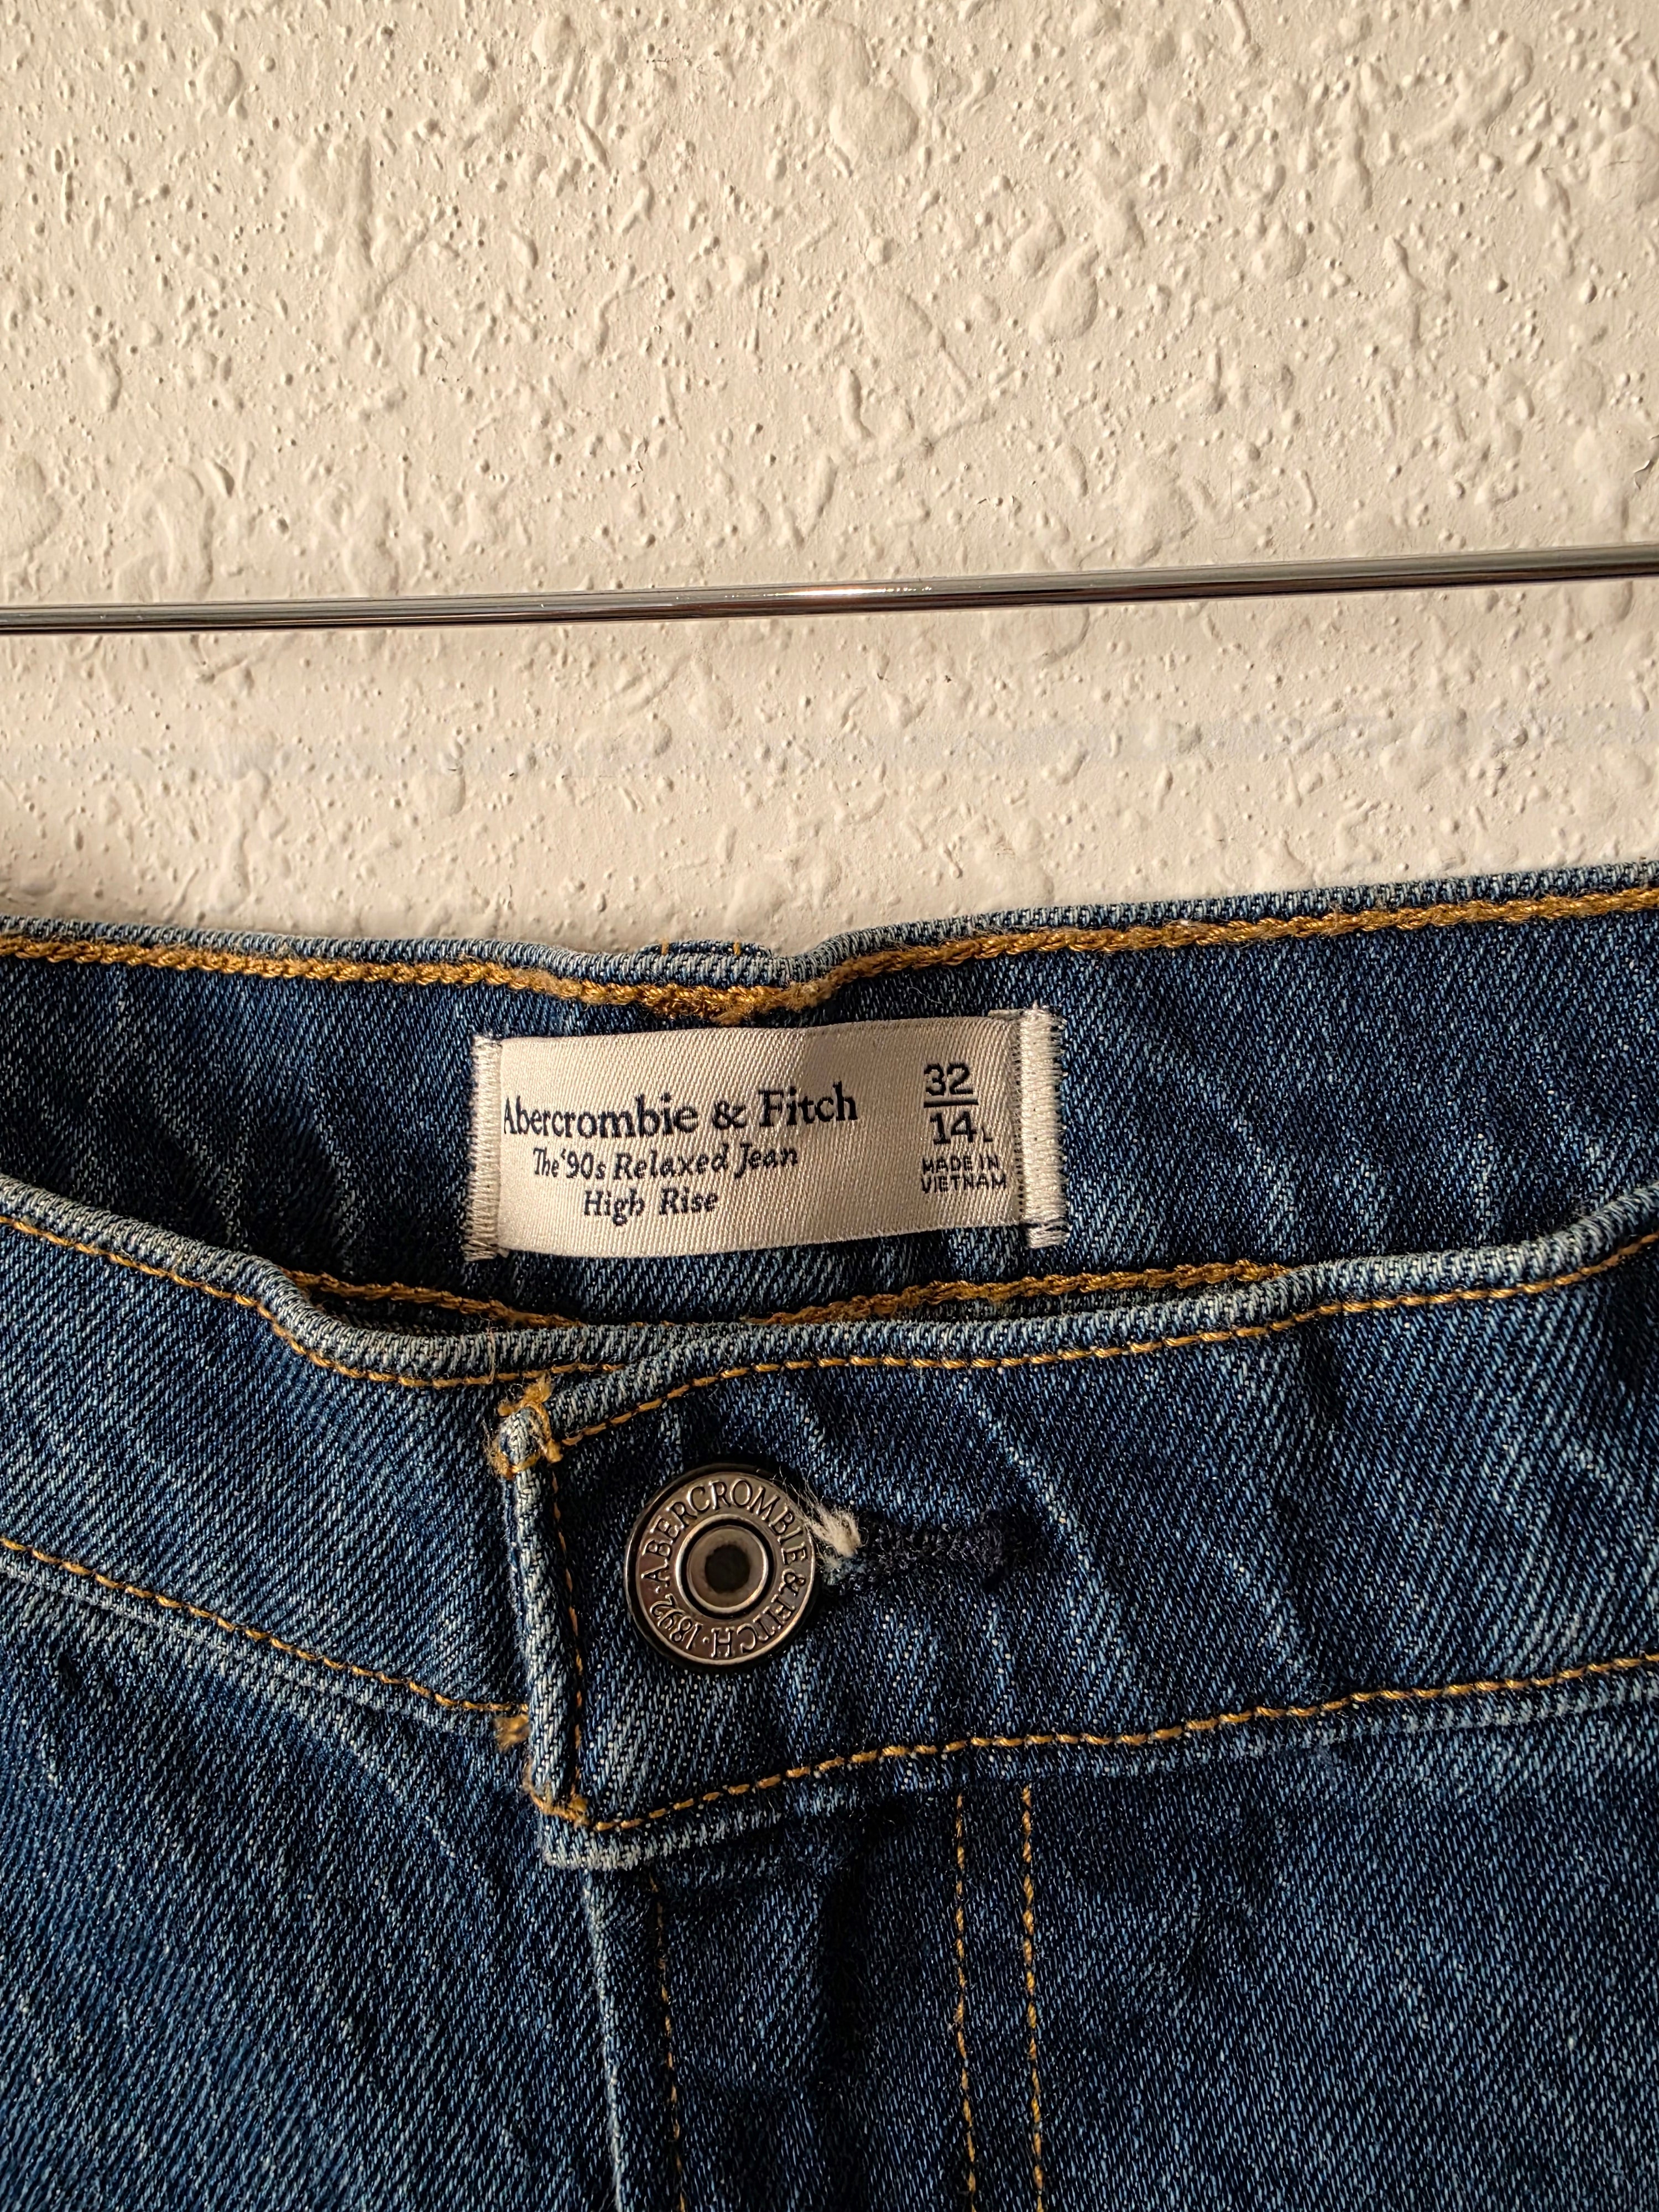 Abercrombie & Fitch
The '90s Relaxed Jean
High Rise
32
14L
MADE IN
VIETNAM
ABERCROMBIE & FITCH · 1892 ·